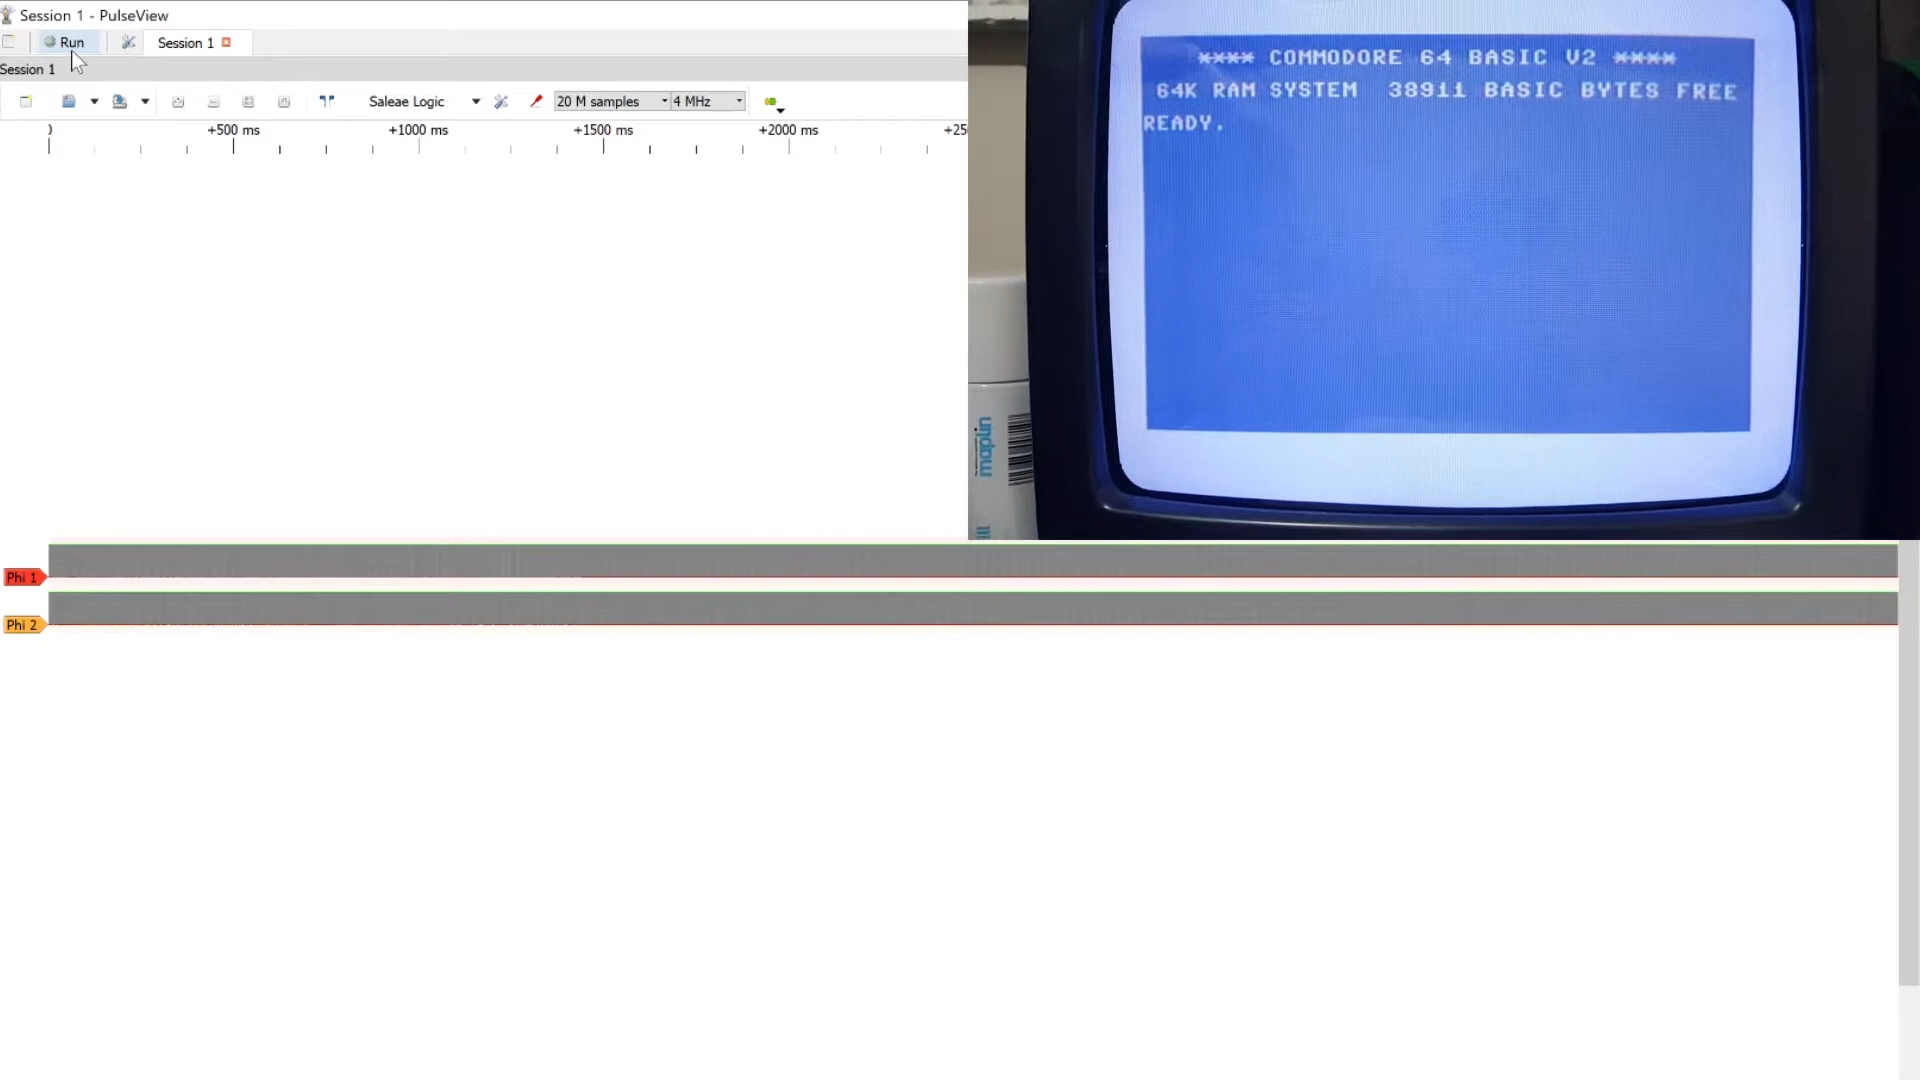 Session 1 - PulseView
Run
Session 1
Session 1
Saleae Logic
20 M samples
4 MHz
+500 ms
+1000 ms
+1500 ms
+2000 ms
+25
**** COMMODORE 64 BASIC V2 ****
64K RAM SYSTEM 38911 BASIC BYTES FREE
READY.
maplin
Phi 1
Phi 2